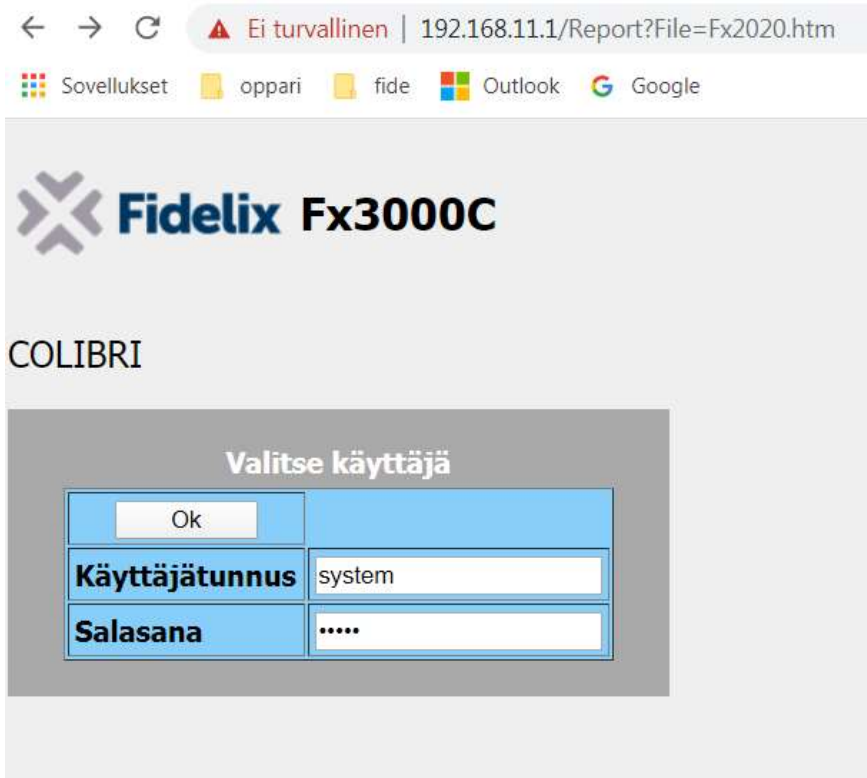 Ei turvallinen | 192.168.11.1/Report?File=Fx2020.htm
Sovellukset oppari fide Outlook G Google
Fidelix Fx3000C
COLIBRI
Valitse käyttäjä
Ok
Käyttäjätunnus system
Salasana •••••